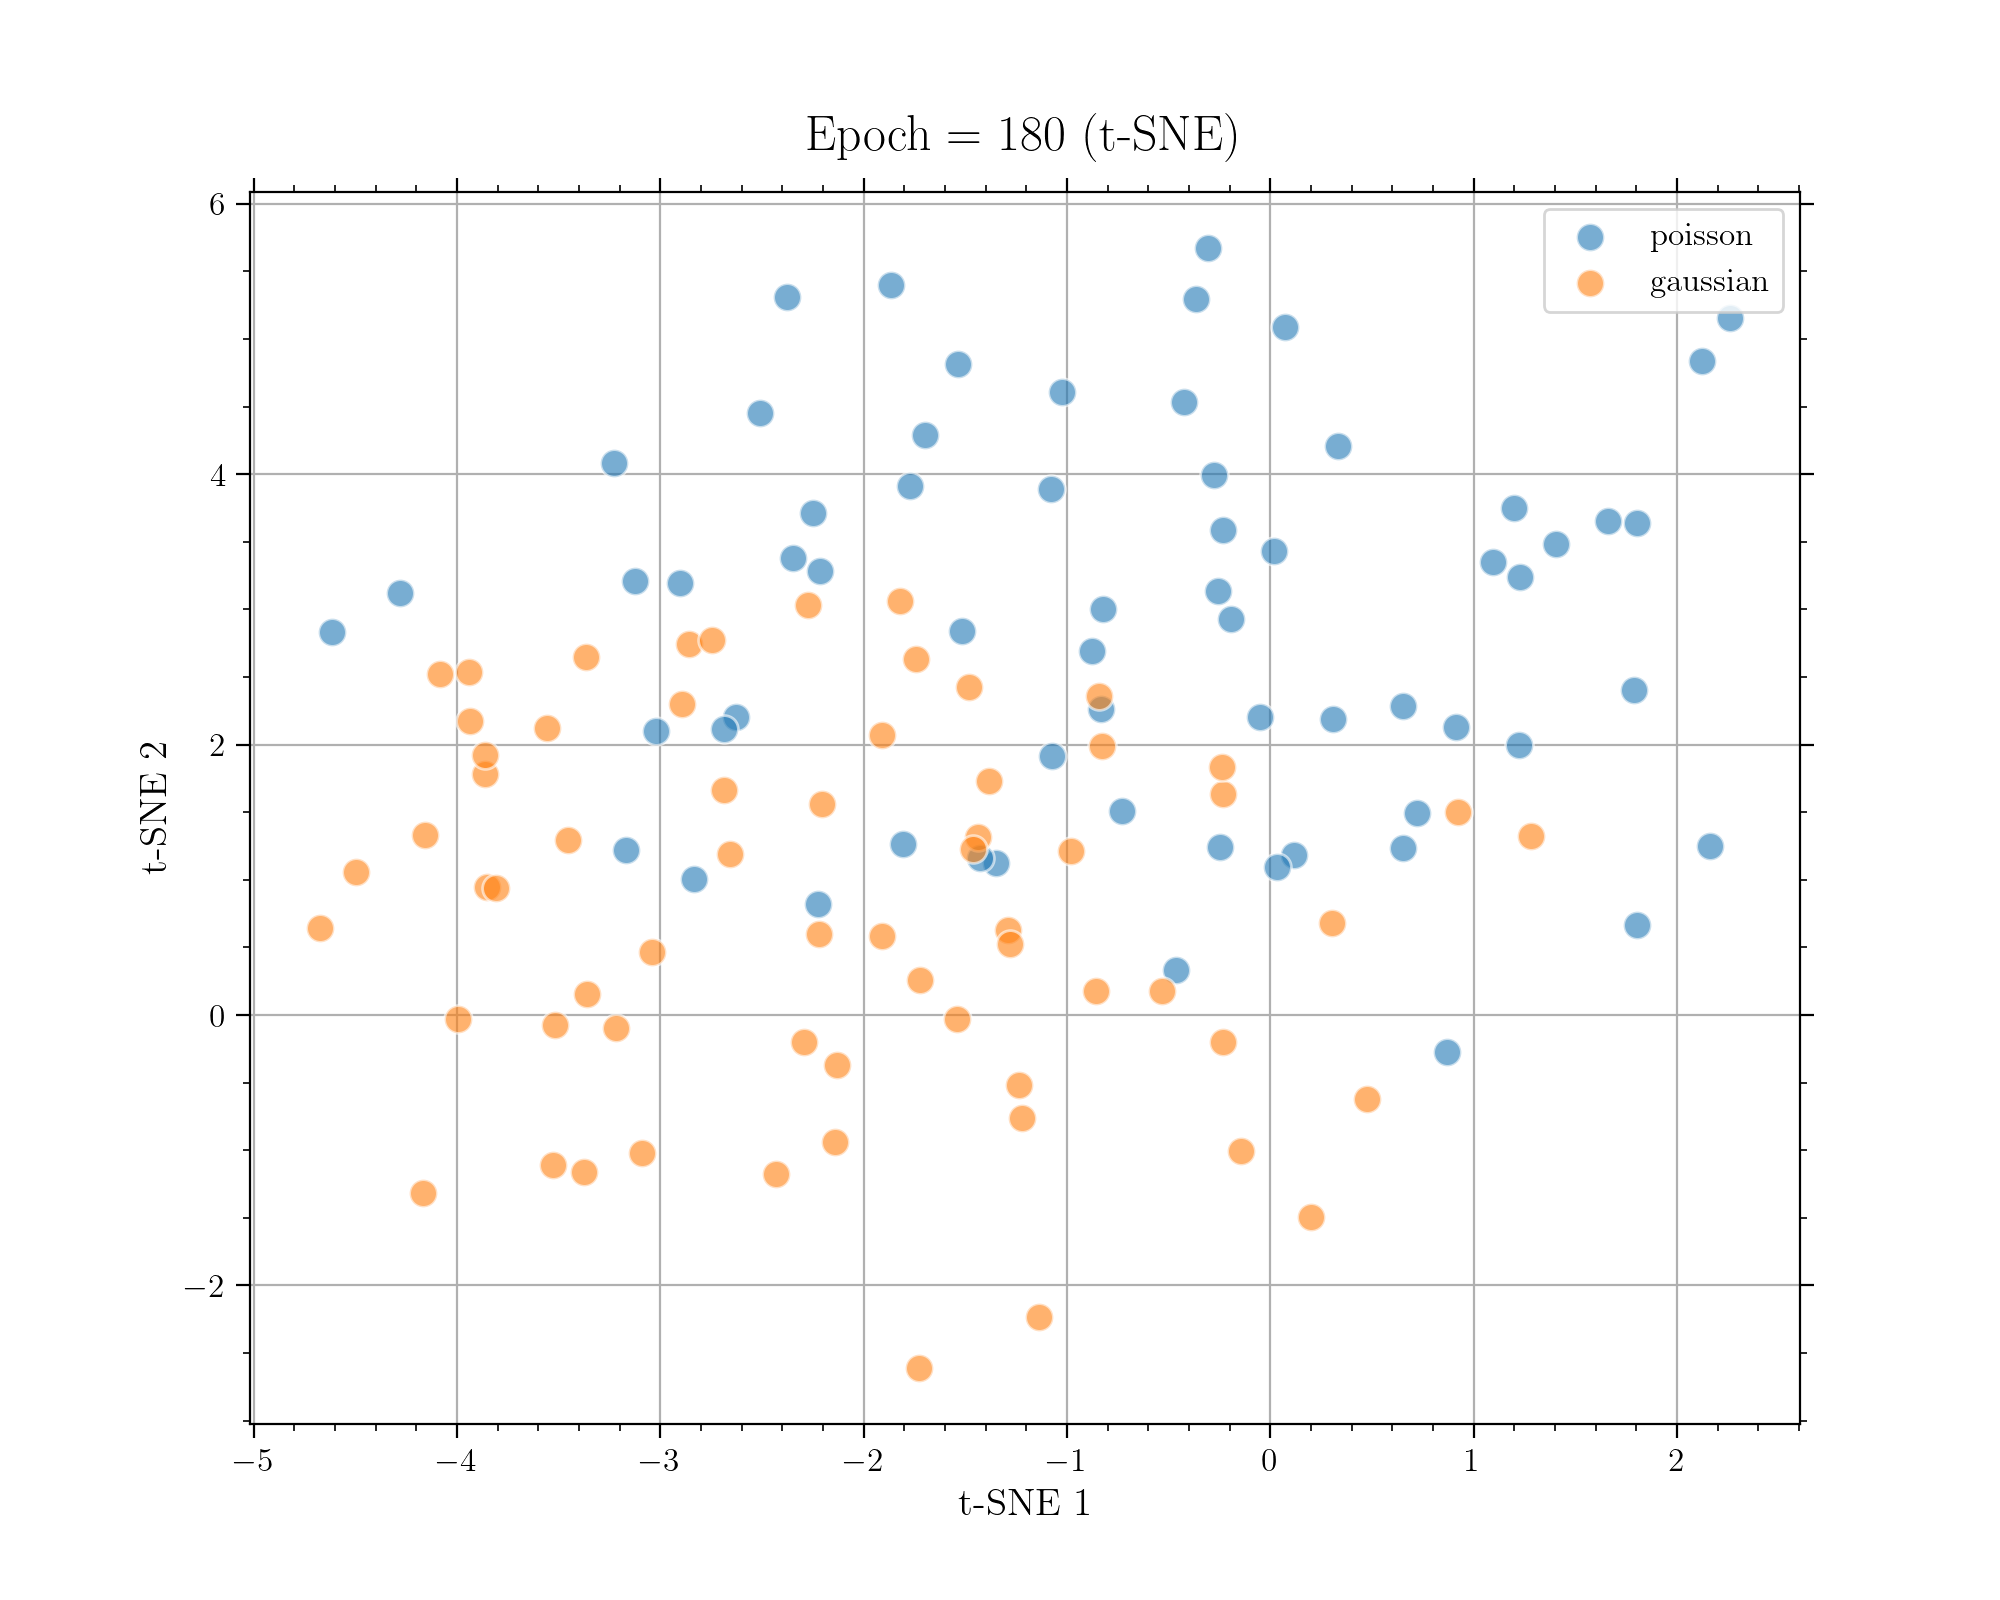 Epoch = 180 (t-SNE)
poisson
gaussian
6
4
2
0
−2
t-SNE 2
−5 −4 −3 −2 −1 0 1 2
t-SNE 1